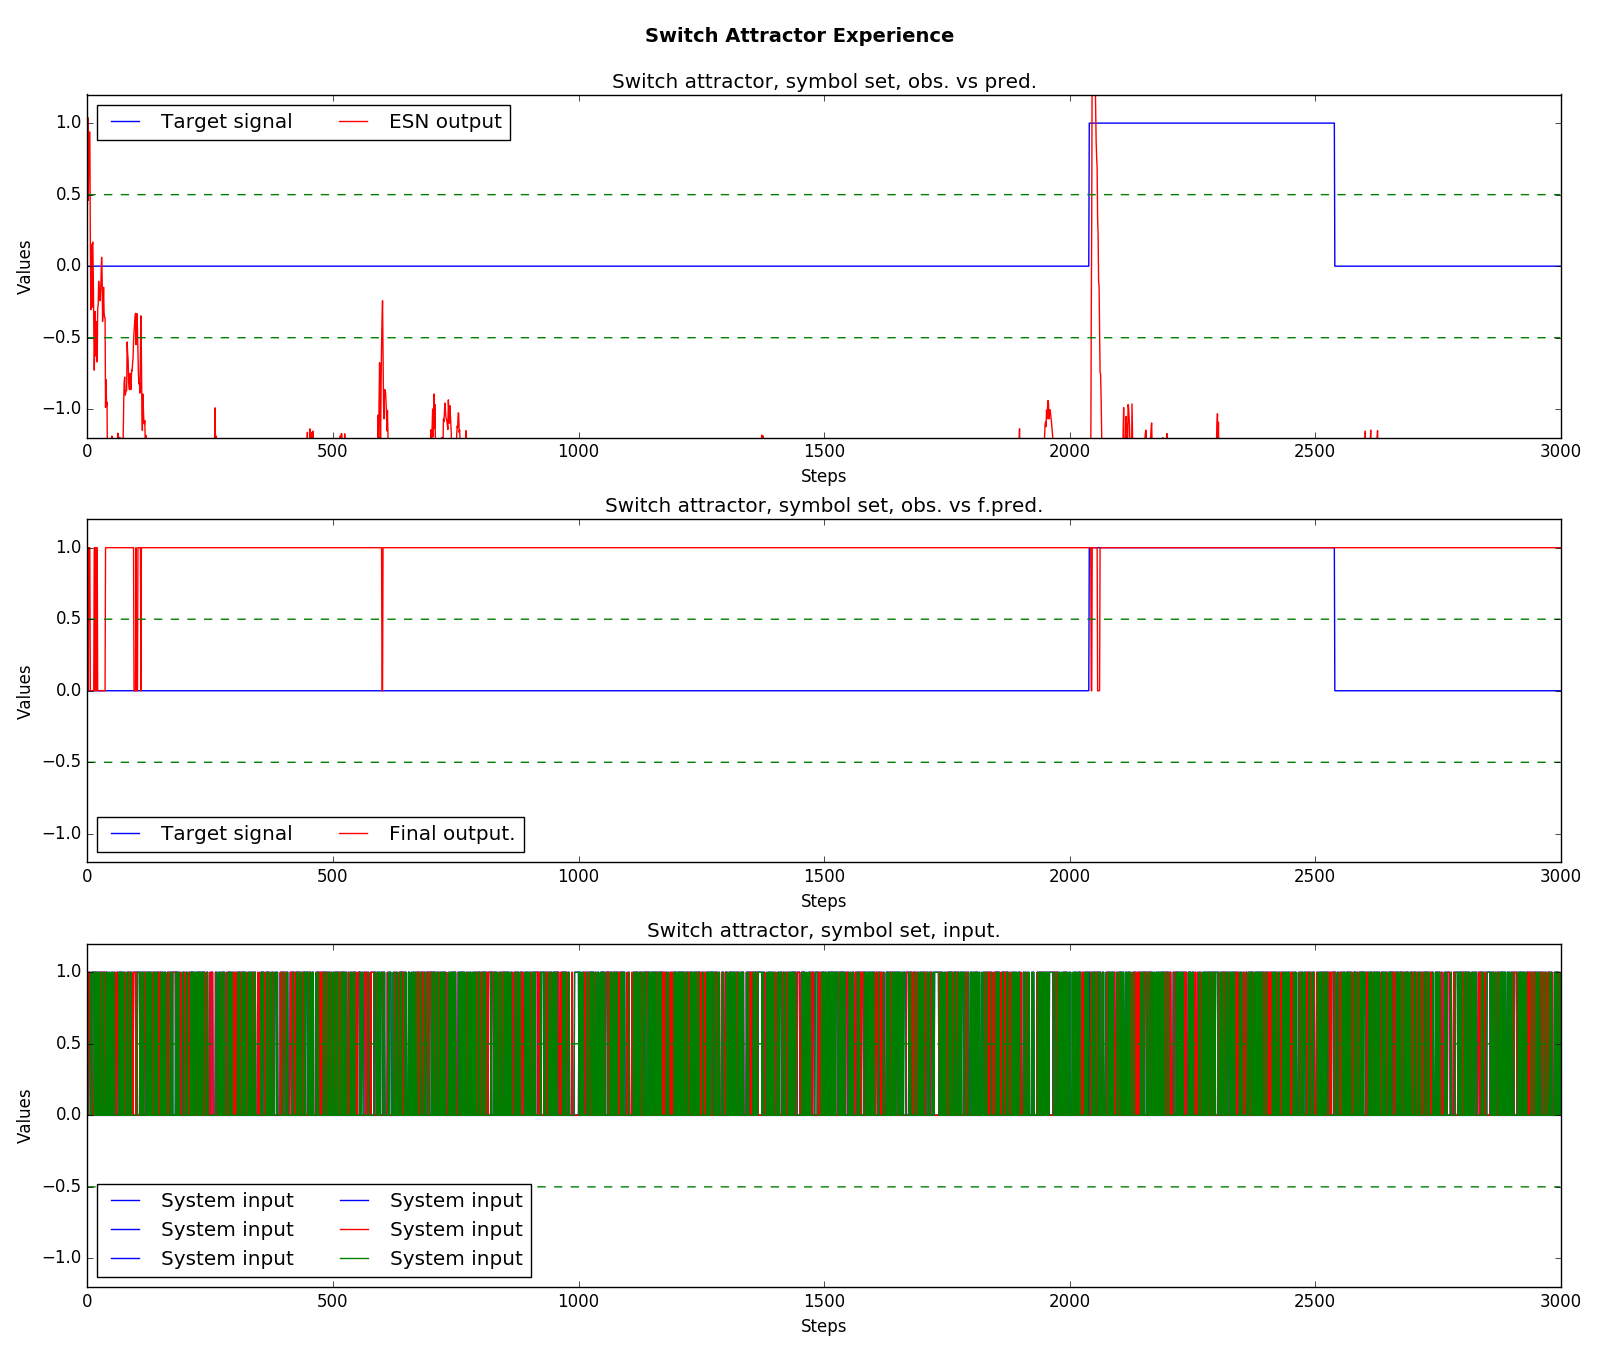 Switch Attractor Experience
Switch attractor, symbol set, obs. vs pred.
Target signal ESN output
1.0
0.5
0.0
−0.5
−1.0
Values
0 500 1000 1500 2000 2500 3000
Steps
Switch attractor, symbol set, obs. vs f.pred.
1.0
0.5
0.0
−0.5
−1.0
Values
Target signal Final output.
0 500 1000 1500 2000 2500 3000
Steps
Switch attractor, symbol set, input.
1.0
0.5
0.0
−0.5
−1.0
Values
System input System input
System input System input
System input System input
0 500 1000 1500 2000 2500 3000
Steps